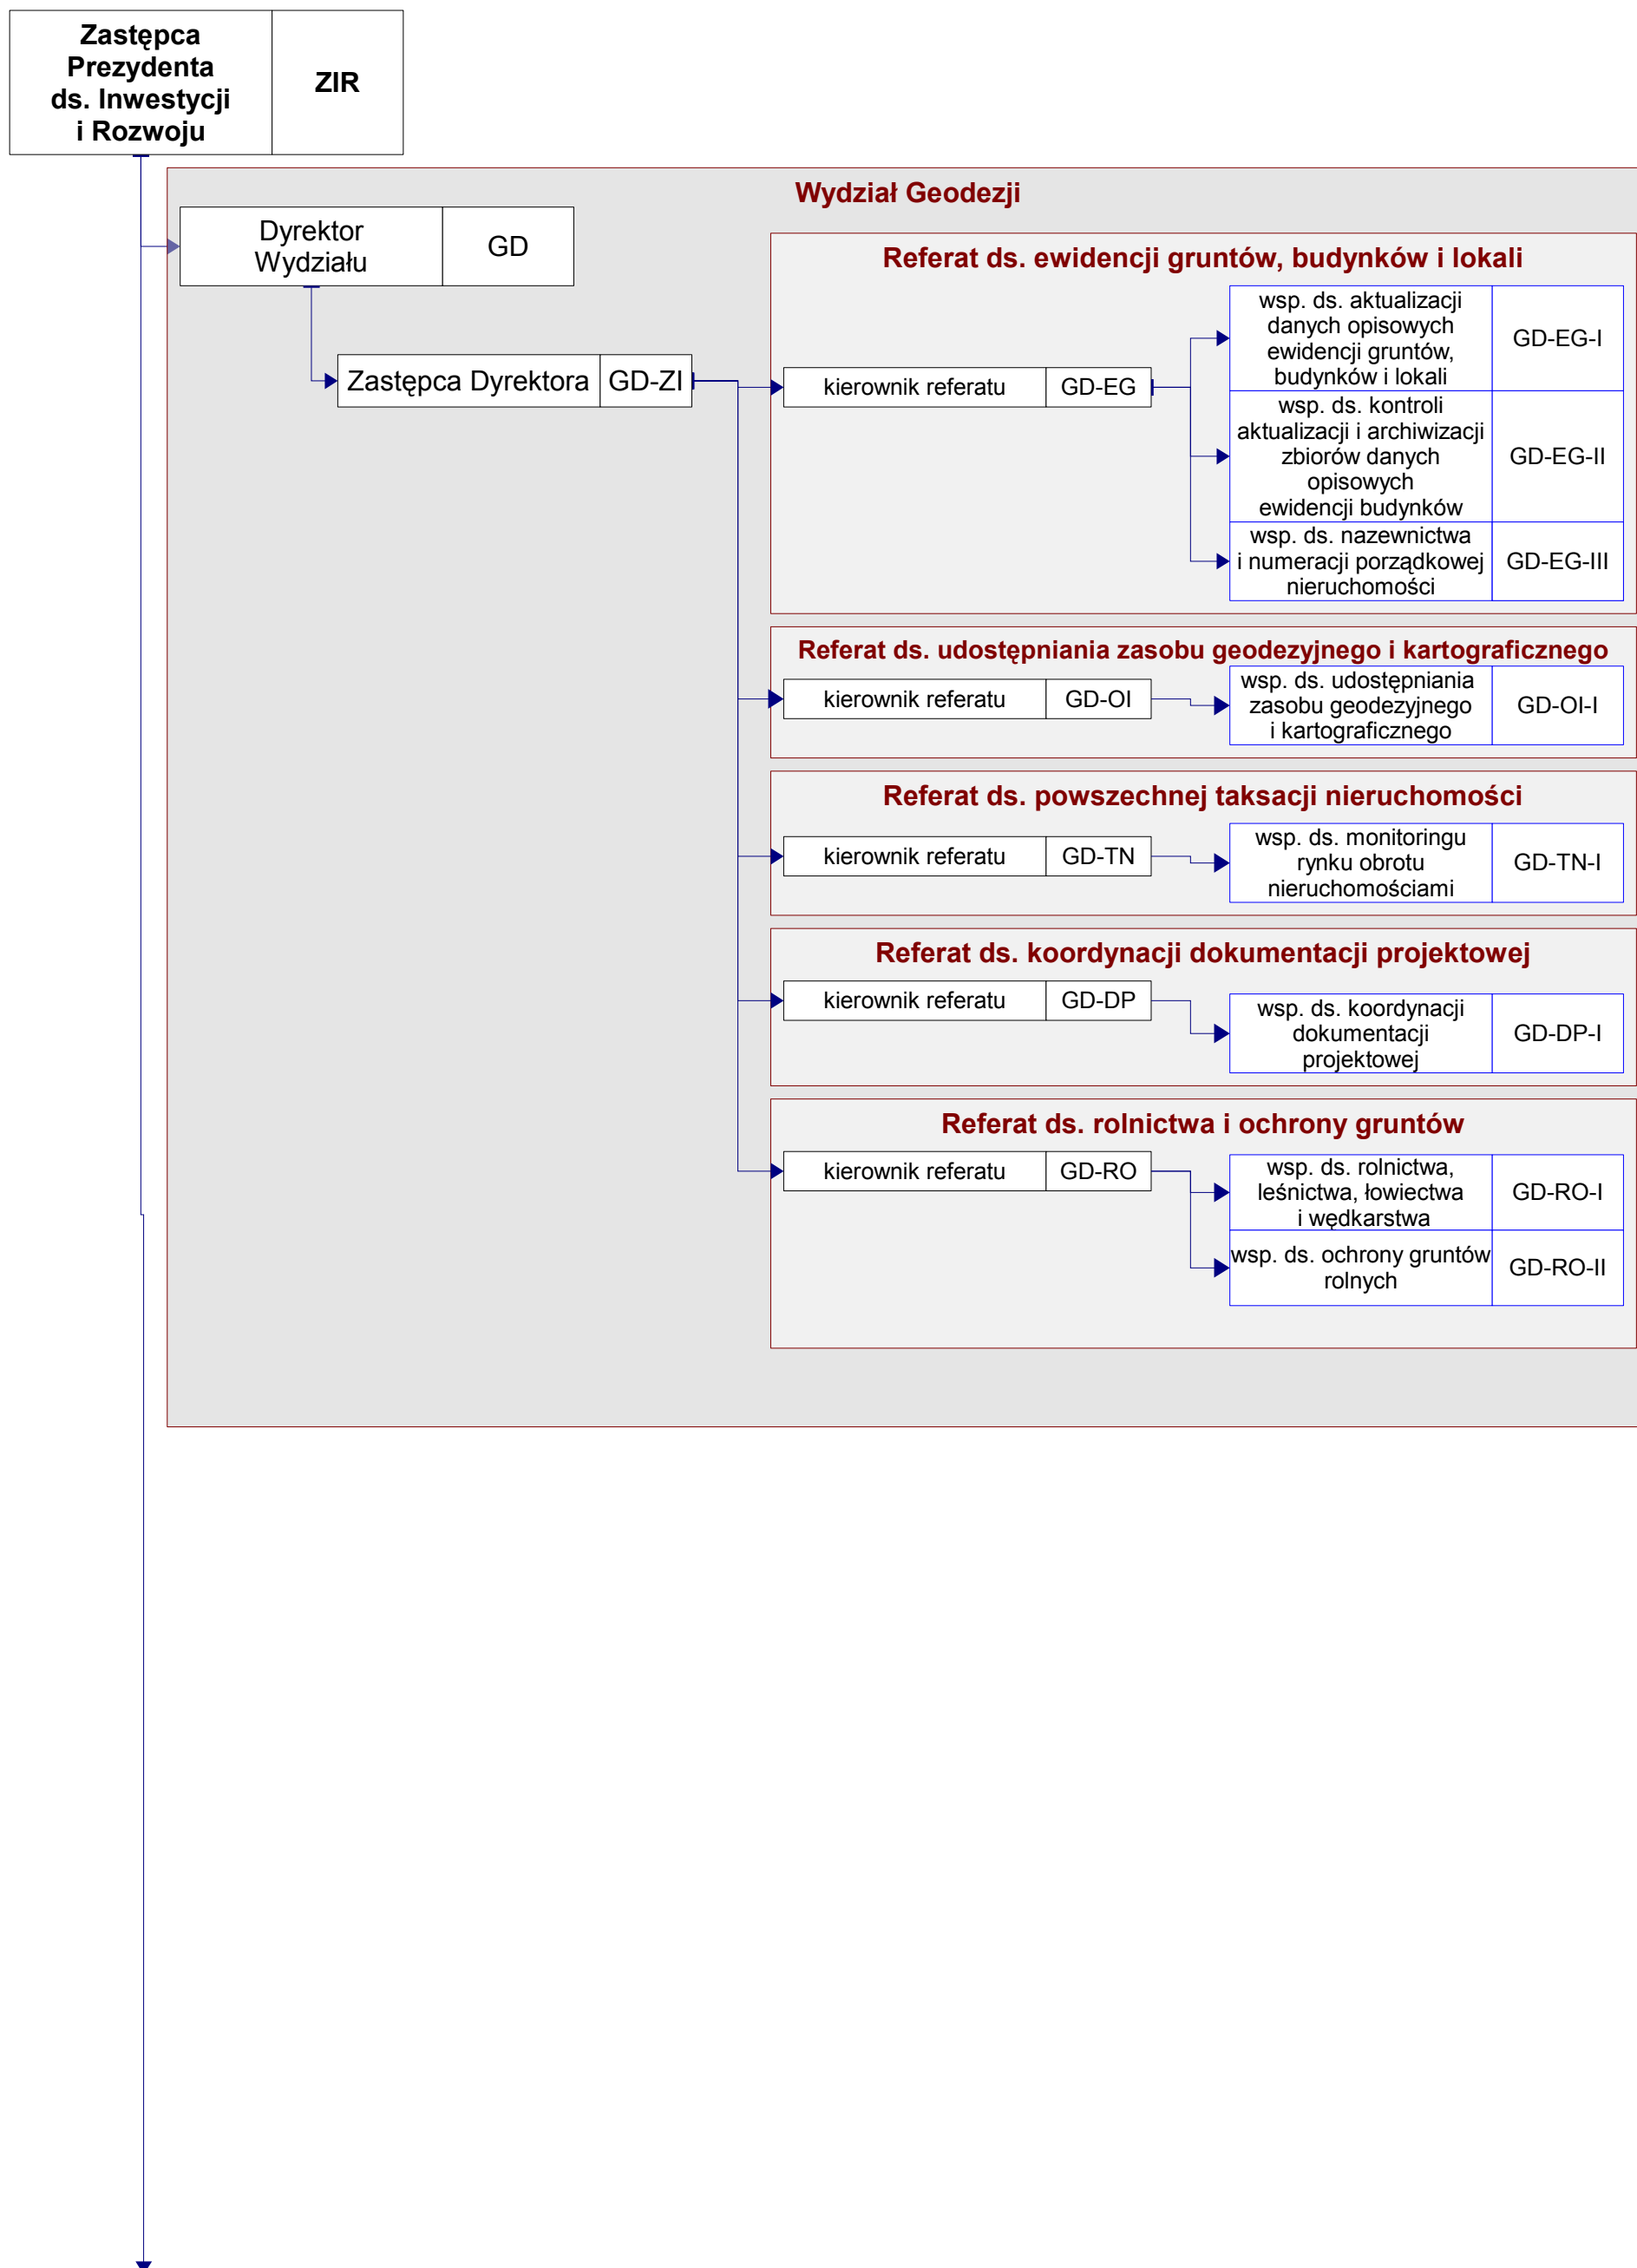 Zastępca
Prezydenta
ds. Inwestycji
i Rozwoju
ZIR
Wydział Geodezji
Dyrektor
Wydziału
GD
Zastępca Dyrektora
GD-ZI
Referat ds. ewidencji gruntów, budynków i lokali
kierownik referatu
GD-EG
wsp. ds. aktualizacji
danych opisowych
ewidencji gruntów,
budynków i lokali
GD-EG-I
wsp. ds. kontroli
aktualizacji i archiwizacji
zbiorów danych
opisowych
ewidencji budynków
GD-EG-II
wsp. ds. nazewnictwa
i numeracji porządkowej
nieruchomości
GD-EG-III
Referat ds. udostępniania zasobu geodezyjnego i kartograficznego
kierownik referatu
GD-OI
wsp. ds. udostępniania
zasobu geodezyjnego
i kartograficznego
GD-OI-I
Referat ds. powszechnej taksacji nieruchomości
kierownik referatu
GD-TN
wsp. ds. monitoringu
rynku obrotu
nieruchomościami
GD-TN-I
Referat ds. koordynacji dokumentacji projektowej
kierownik referatu
GD-DP
wsp. ds. koordynacji
dokumentacji
projektowej
GD-DP-I
Referat ds. rolnictwa i ochrony gruntów
kierownik referatu
GD-RO
wsp. ds. rolnictwa,
leśnictwa, łowiectwa
i wędkarstwa
GD-RO-I
wsp. ds. ochrony gruntów
rolnych
GD-RO-II